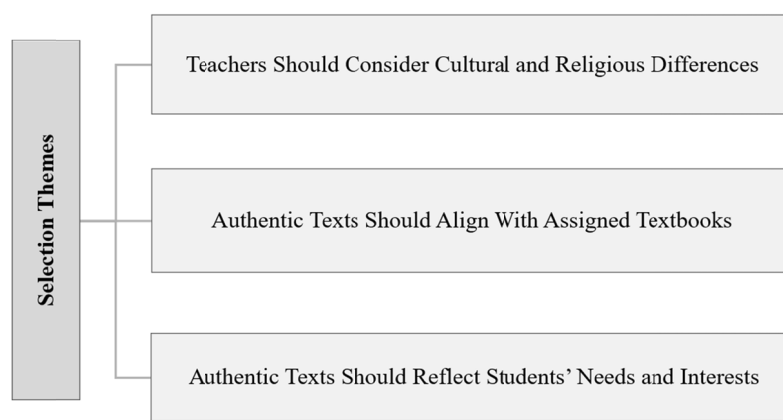 Selection Themes
Teachers Should Consider Cultural and Religious Differences
Authentic Texts Should Align With Assigned Textbooks
Authentic Texts Should Reflect Students’ Needs and Interests